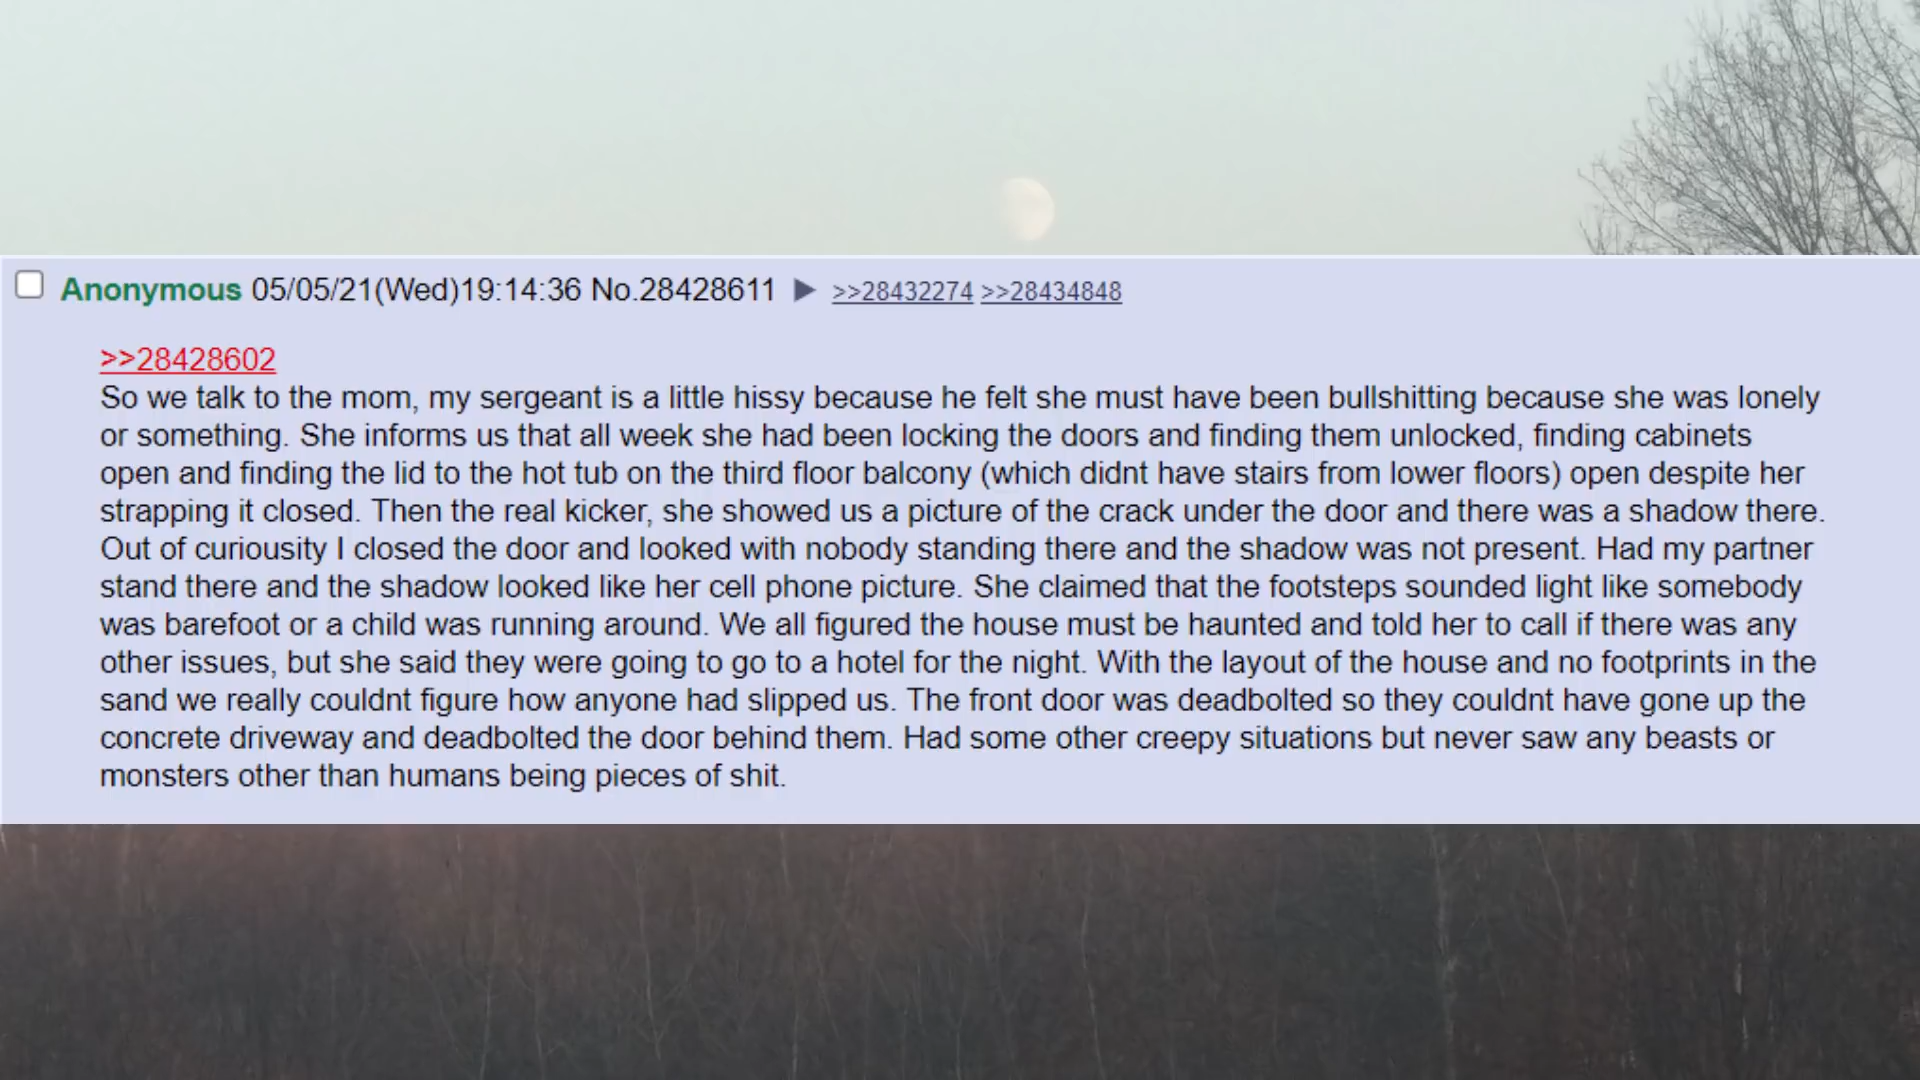 Anonymous 05/05/21(Wed)19:14:36 No.28428611 ▶ >>28432274 >>28434848
>>28428602
So we talk to the mom, my sergeant is a little hissy because he felt she must have been bullshitting because she was lonely
or something. She informs us that all week she had been locking the doors and finding them unlocked, finding cabinets
open and finding the lid to the hot tub on the third floor balcony (which didnt have stairs from lower floors) open despite her
strapping it closed. Then the real kicker, she showed us a picture of the crack under the door and there was a shadow there.
Out of curiousity I closed the door and looked with nobody standing there and the shadow was not present. Had my partner
stand there and the shadow looked like her cell phone picture. She claimed that the footsteps sounded light like somebody
was barefoot or a child was running around. We all figured the house must be haunted and told her to call if there was any
other issues, but she said they were going to go to a hotel for the night. With the layout of the house and no footprints in the
sand we really couldnt figure how anyone had slipped us. The front door was deadbolted so they couldnt have gone up the
concrete driveway and deadbolted the door behind them. Had some other creepy situations but never saw any beasts or
monsters other than humans being pieces of shit.